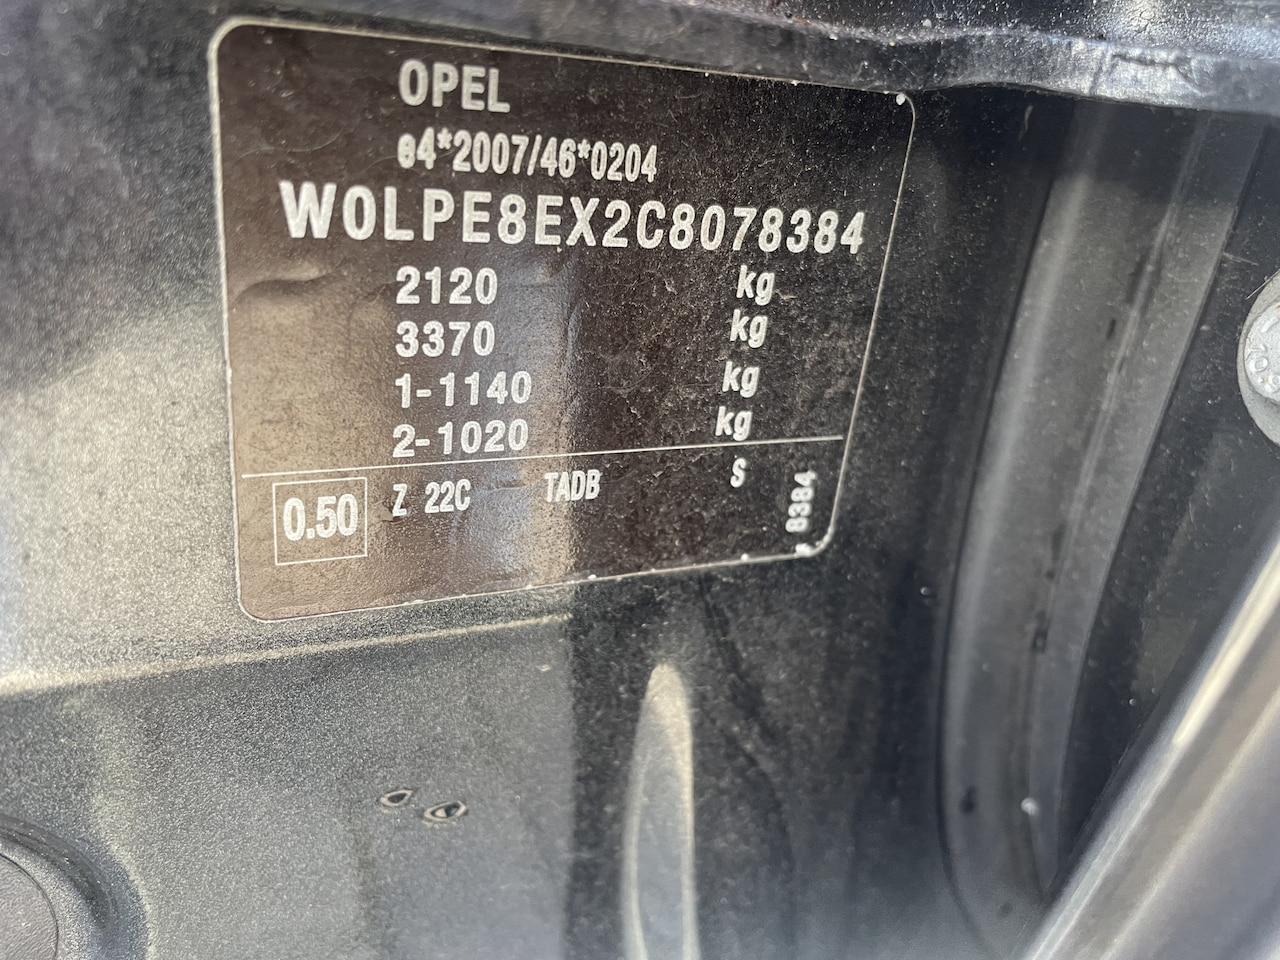 OPEL
e4*2007/46*0204
W0LPE8EX2C8078384
2120 kg
3370 kg
1-1140 kg
2-1020 kg
0.50 Z 22C TADB S
8384